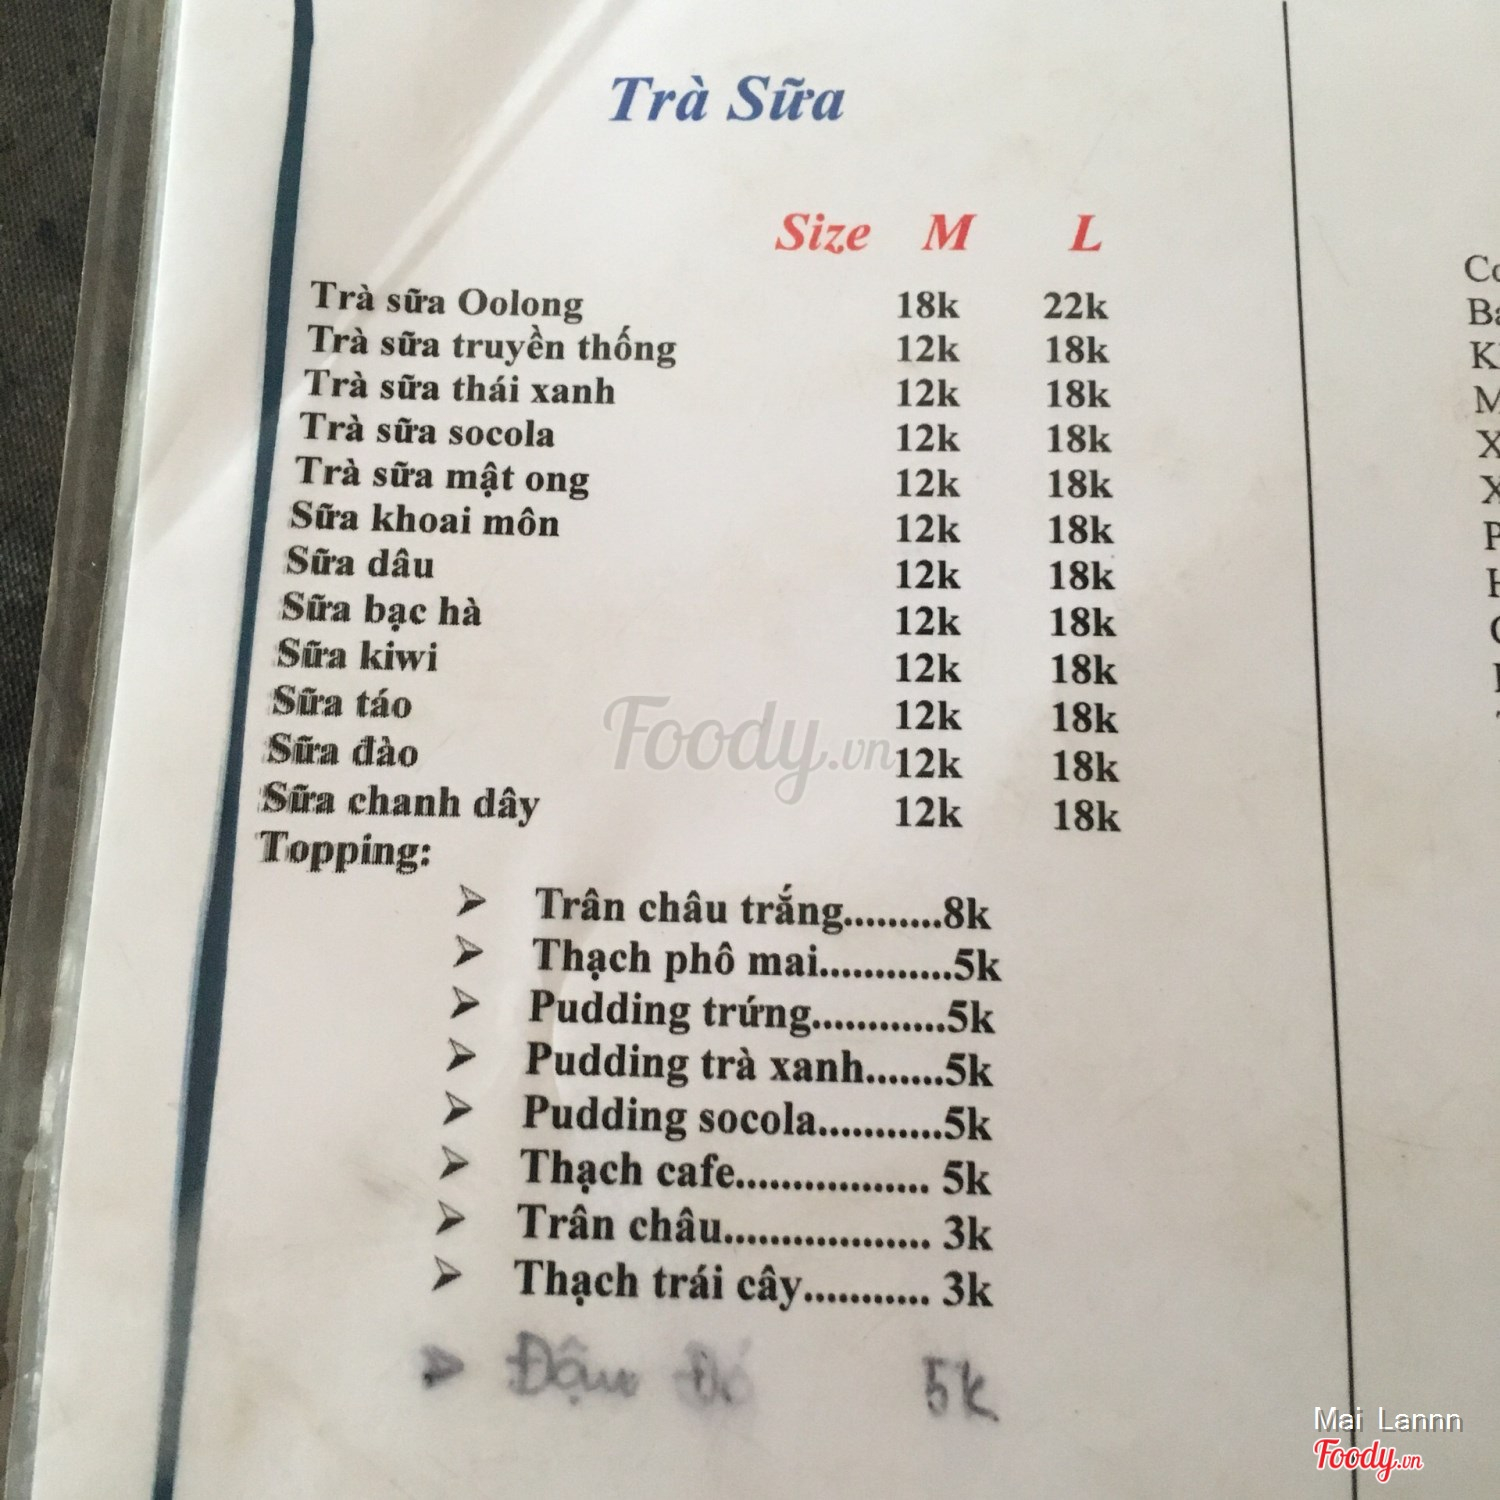 Trà Sữa
Size M L
Trà sữa Oolong 18k 22k
Trà sữa truyền thống 12k 18k
Trà sữa thái xanh 12k 18k
Trà sữa socola 12k 18k
Trà sữa mật ong 12k 18k
Sữa khoai môn 12k 18k
Sữa dâu 12k 18k
Sữa bạc hà 12k 18k
Sữa kiwi 12k 18k
Sữa táo 12k 18k
Sữa đào 12k 18k
Sữa chanh dây 12k 18k
Topping:
➢ Trân châu trắng.........8k
➢ Thạch phô mai............5k
➢ Pudding trứng............5k
➢ Pudding trà xanh.......5k
➢ Pudding socola...........5k
➢ Thạch cafe.................. 5k
➢ Trân châu................... 3k
➢ Thạch trái cây........... 3k
➢ 5k
Foody.vn
Mai Lannn
Foody.vn